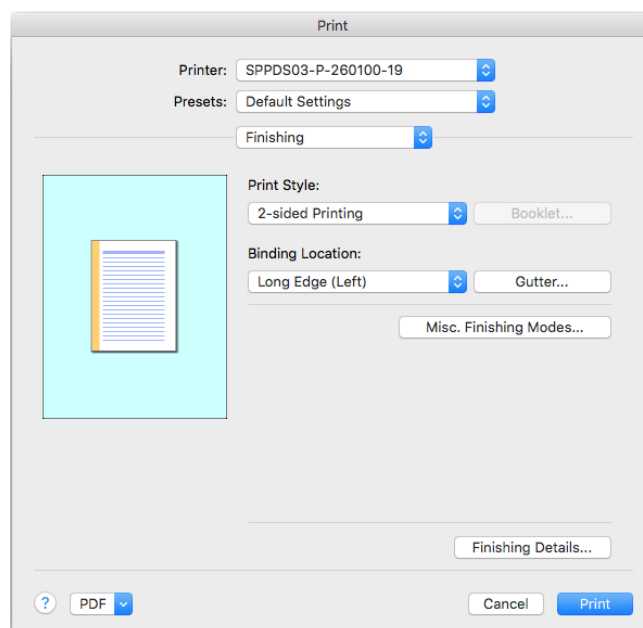 Print
Printer: SPPDS03-P-260100-19
Presets: Default Settings
Finishing
Print Style:
2-sided Printing Booklet...
Binding Location:
Long Edge (Left) Gutter...
Misc. Finishing Modes...
Finishing Details...
? PDF Cancel Print